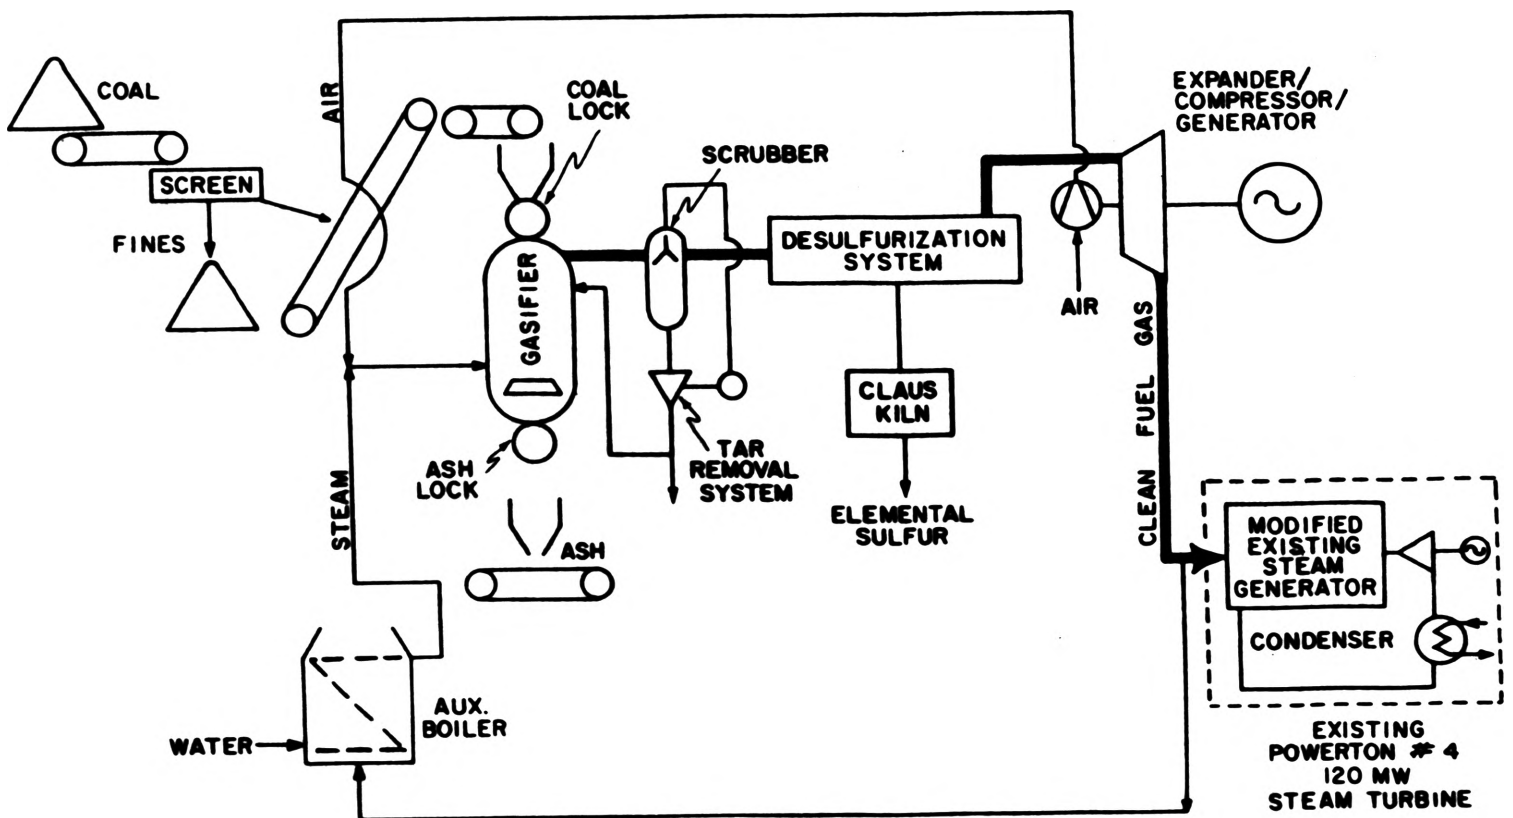 COAL
SCREEN
FINES
AIR
COAL
LOCK
GASIFIER
SCRUBBER
DESULFURIZATION
SYSTEM
EXPANDER/
COMPRESSOR/
GENERATOR
AIR
CLAUS
KILN
ELEMENTAL
SULFUR
TAR
REMOVAL
SYSTEM
ASH
LOCK
ASH
STEAM
AUX.
BOILER
WATER
CLEAN FUEL GAS
MODIFIED
EXISTING
STEAM
GENERATOR
CONDENSER
EXISTING
POWERTON # 4
120 MW
STEAM TURBINE